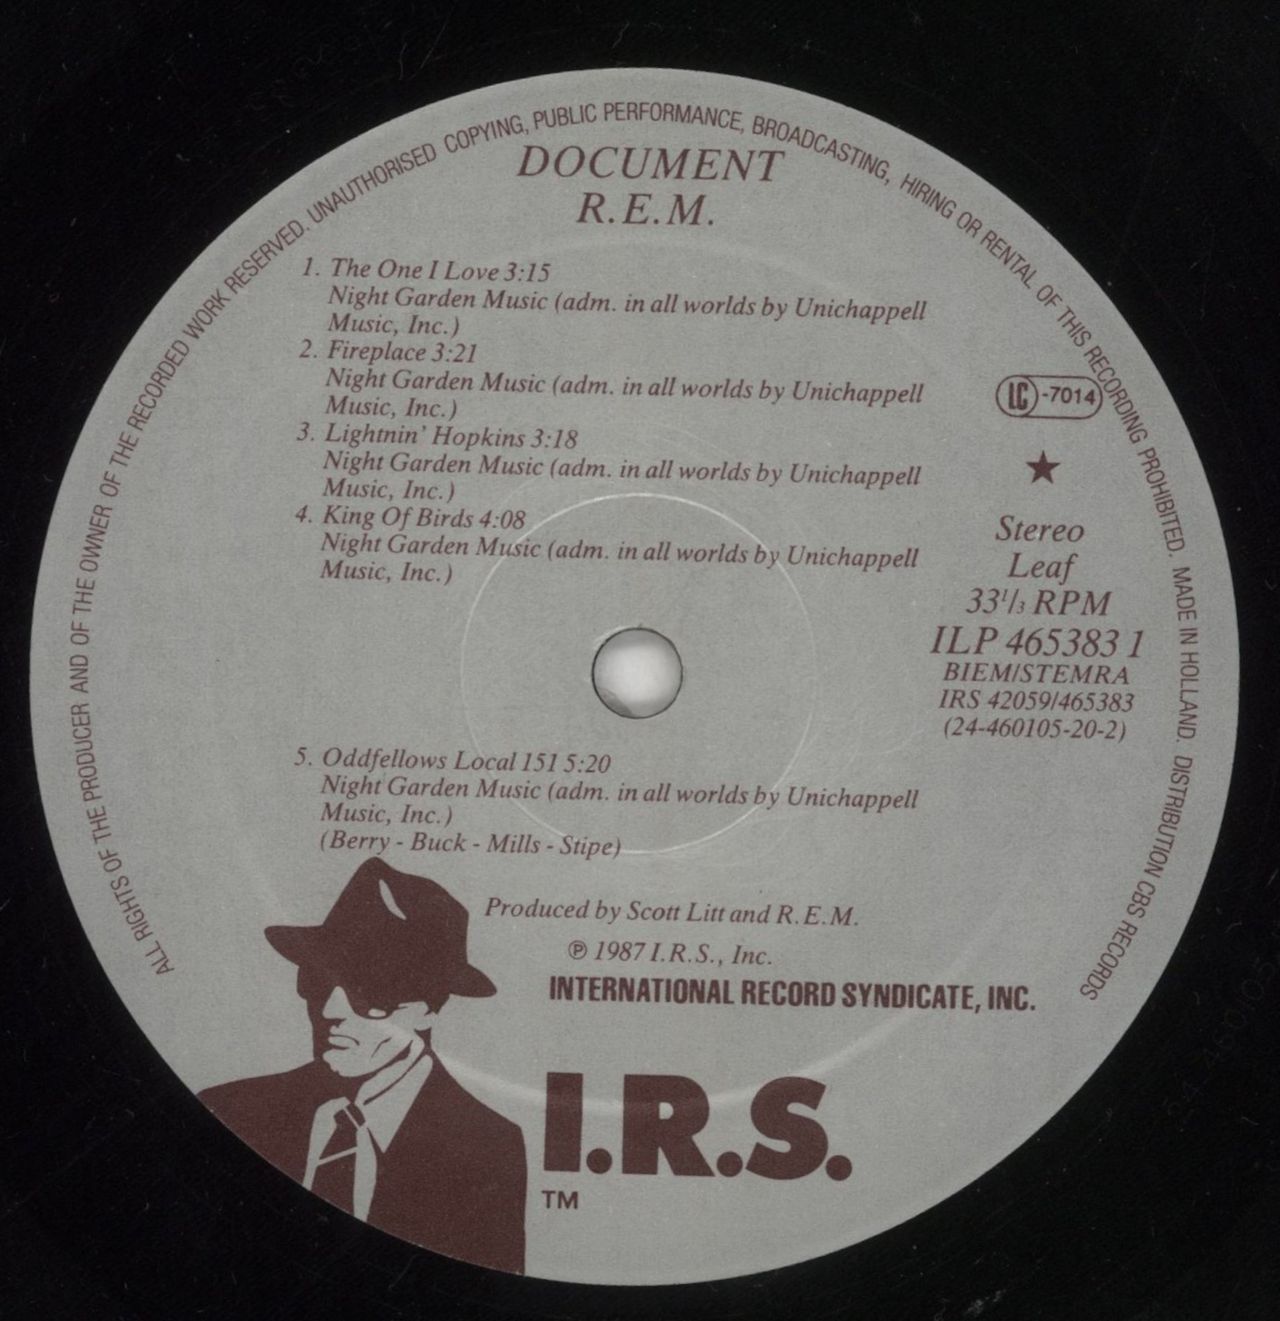 ALL RIGHTS OF THE PRODUCER AND OF THE OWNER OF THE RECORDED WORK RESERVED. UNAUTHORISED COPYING, PUBLIC PERFORMANCE, BROADCASTING, HIRING OR RENTAL OF THIS RECORDING PROHIBITED. MADE IN HOLLAND. DISTRIBUTION CBS RECORDS
DOCUMENT
R.E.M.
1. The One I Love 3:15
Night Garden Music (adm. in all worlds by Unichappell
Music, Inc.)
2. Fireplace 3:21
Night Garden Music (adm. in all worlds by Unichappell
Music, Inc.)
3. Lightnin' Hopkins 3:18
Night Garden Music (adm. in all worlds by Unichappell
Music, Inc.)
4. King Of Birds 4:08
Night Garden Music (adm. in all worlds by Unichappell
Music, Inc.)
LC-7014
Stereo
Leaf
33 1/3 RPM
ILP 465383 1
BIEM/STEMRA
IRS 42059/465383
(24-460105-20-2)
5. Oddfellows Local 151 5:20
Night Garden Music (adm. in all worlds by Unichappell
Music, Inc.)
(Berry - Buck - Mills - Stipe)
Produced by Scott Litt and R.E.M.
℗ 1987 I.R.S., Inc.
INTERNATIONAL RECORD SYNDICATE, INC.
I.R.S.
TM